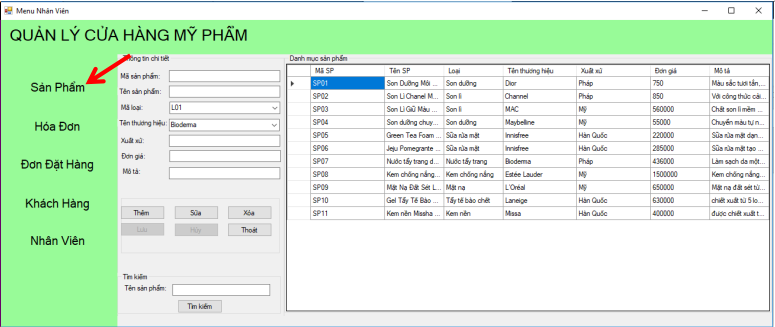 Menu Nhân Viên
QUẢN LÝ CỬA HÀNG MỸ PHẨM
Sản Phẩm
Hóa Đơn
Đơn Đặt Hàng
Khách Hàng
Nhân Viên
Thông tin chi tiết
Mã sản phẩm:
Tên sản phẩm:
Mã loại: L01
Tên thương hiệu: Bioderma
Xuất xứ:
Đơn giá:
Mô tả:
Thêm Sửa Xóa
Lưu Hủy Thoát
Tìm kiếm
Tên sản phẩm:
Tìm kiếm
Danh mục sản phẩm
Mã SP Tên SP Loại Tên thương hiệu Xuất xứ Đơn giá Mô tả
SP01 Son Dưỡng Môi ... Son dưỡng Dior Pháp 750 Màu sắc tươi tắn,...
SP02 Son Lì Chanel M... Son lì Channel Pháp 850 Với công thức cải...
SP03 Son Lì Giữ Màu ... Son lì MAC Mỹ 560000 Chất son lì mềm ...
SP04 Son dưỡng chuy... Son dưỡng Maybelline Mỹ 55000 Chuyển màu tự n...
SP05 Green Tea Foam ... Sữa rửa mặt Innisfree Hàn Quốc 220000 Sữa rửa mặt dạn...
SP06 Jeju Pomegrante ... Sữa rửa mặt Innisfree Hàn Quốc 285000 Sữa rửa mặt tạo ...
SP07 Nước tẩy trang d... Nước tẩy trang Bioderma Pháp 436000 Làm sạch da một...
SP08 Kem chống nắng... Kem chống nắng Estée Lauder Mỹ 1500000 Kem chống nắng...
SP09 Mặt Nạ Đất Sét L... Mặt nạ L'Oréal Mỹ 650000 Mặt nạ đất sét từ...
SP10 Gel Tẩy Tế Bào ... Tẩy tế bào chết Laneige Hàn Quốc 630000 chiết xuất từ 5 lo...
SP11 Kem nền Missha ... Kem nền Missa Hàn Quốc 400000 được chiết xuất t...